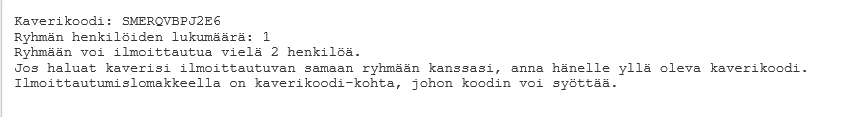 Kaverikoodi: SMERQVBPJ2E6
Ryhmän henkilöiden lukumäärä: 1
Ryhmään voi ilmoittautua vielä 2 henkilöä.
Jos haluat kaverisi ilmoittautuvan samaan ryhmään kanssasi, anna hänelle yllä oleva kaverikoodi.
Ilmoittautumislomakkeella on kaverikoodi-kohta, johon koodin voi syöttää.